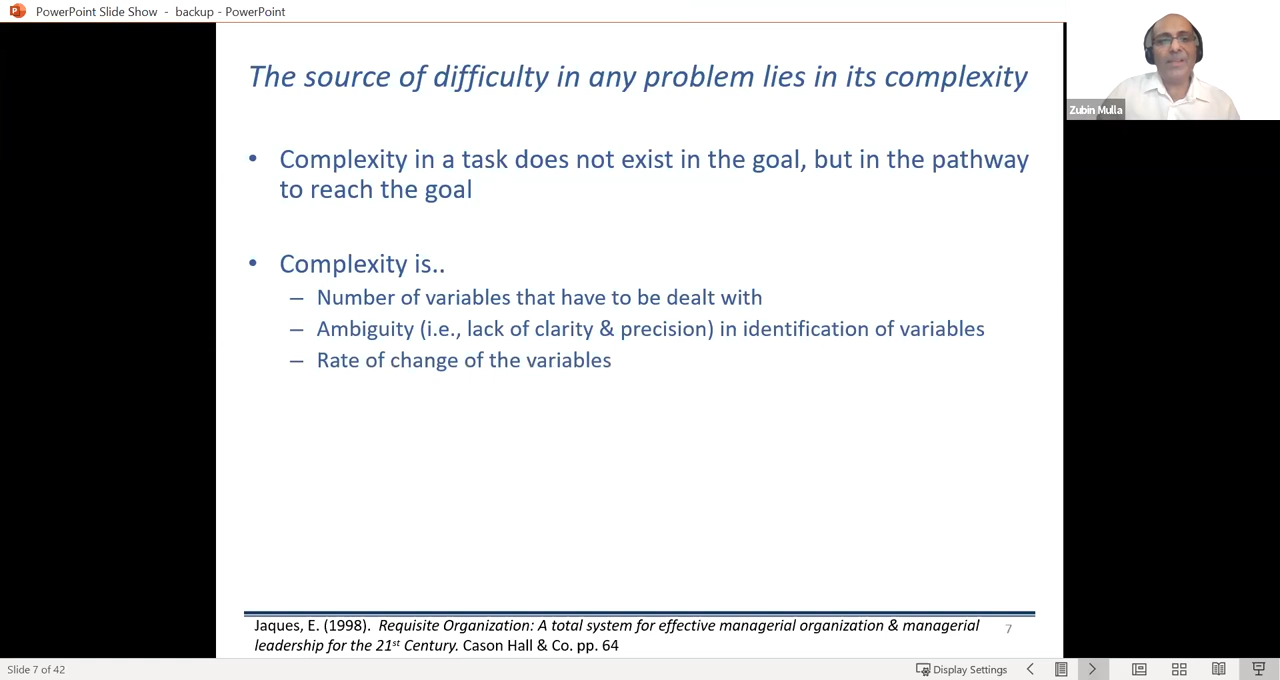 PowerPoint Slide Show - backup - PowerPoint
The source of difficulty in any problem lies in its complexity
Zubin Mulla
• Complexity in a task does not exist in the goal, but in the pathway
to reach the goal
• Complexity is..
– Number of variables that have to be dealt with
– Ambiguity (i.e., lack of clarity & precision) in identification of variables
– Rate of change of the variables
Jaques, E. (1998). Requisite Organization: A total system for effective managerial organization & managerial
leadership for the 21st Century. Cason Hall & Co. pp. 64
7
Slide 7 of 42
Display Settings